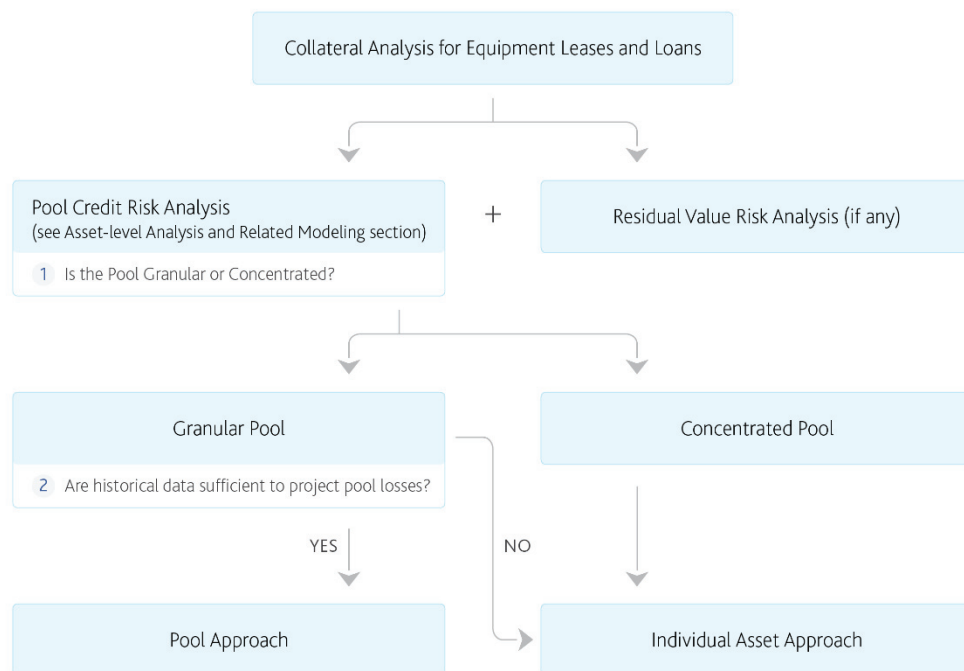 Collateral Analysis for Equipment Leases and Loans
Pool Credit Risk Analysis
(see Asset-level Analysis and Related Modeling section)
+
Residual Value Risk Analysis (if any)
1 Is the Pool Granular or Concentrated?
Granular Pool
Concentrated Pool
2 Are historical data sufficient to project pool losses?
YES
NO
Pool Approach
Individual Asset Approach